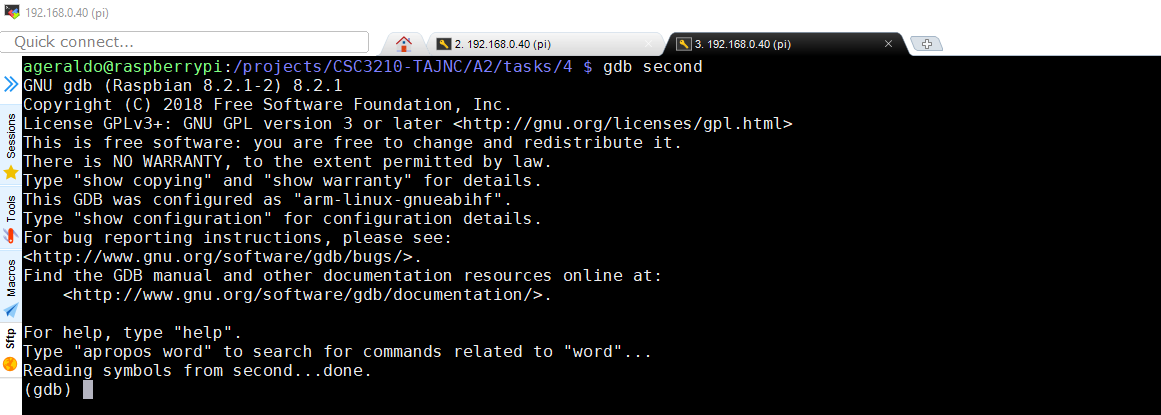 192.168.0.40 (pi)
Quick connect...
2. 192.168.0.40 (pi)
3. 192.168.0.40 (pi)
Sessions
Tools
Macros
Sftp
ageraldo@raspberrypi:/projects/CSC3210-TAJNC/A2/tasks/4 $ gdb second
GNU gdb (Raspbian 8.2.1-2) 8.2.1
Copyright (C) 2018 Free Software Foundation, Inc.
License GPLv3+: GNU GPL version 3 or later <http://gnu.org/licenses/gpl.html>
This is free software: you are free to change and redistribute it.
There is NO WARRANTY, to the extent permitted by law.
Type "show copying" and "show warranty" for details.
This GDB was configured as "arm-linux-gnueabihf".
Type "show configuration" for configuration details.
For bug reporting instructions, please see:
<http://www.gnu.org/software/gdb/bugs/>.
Find the GDB manual and other documentation resources online at:
    <http://www.gnu.org/software/gdb/documentation/>.
For help, type "help".
Type "apropos word" to search for commands related to "word"...
Reading symbols from second...done.
(gdb)